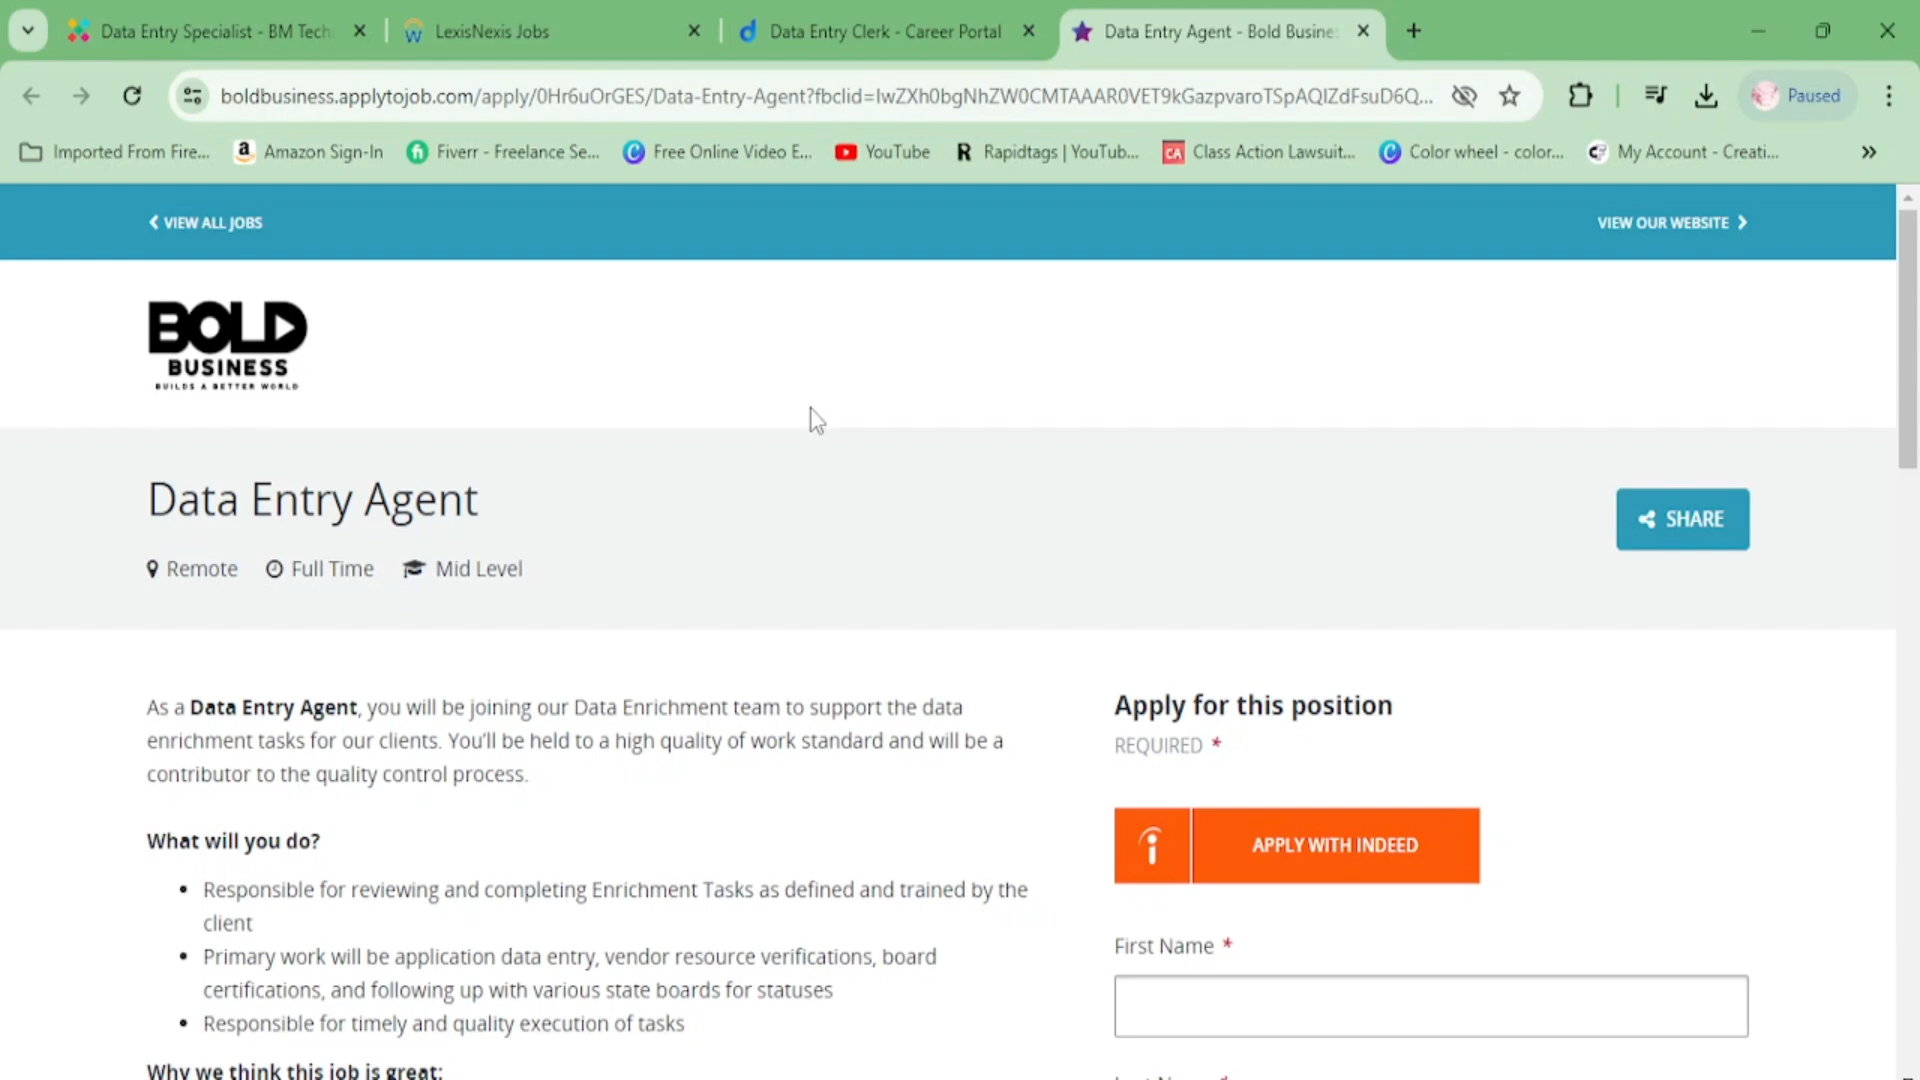 Data Entry Specialist - BM Tech
LexisNexis Jobs
Data Entry Clerk - Career Portal
Data Entry Agent - Bold Busine
boldbusiness.applytojob.com/apply/0Hr6uOrGES/Data-Entry-Agent?fbclid=IwZXh0bgNhZW0CMTAAAR0VET9kGazpvaroTSpAQIZdFsuD6Q...
Paused
Imported From Fire...
Amazon Sign-In
Fiverr - Freelance Se...
Free Online Video E...
YouTube
Rapidtags | YouTub...
Class Action Lawsuit...
Color wheel - color...
My Account - Creati...
VIEW ALL JOBS
VIEW OUR WEBSITE
BOLD
BUSINESS
BUILDS A BETTER WORLD
Data Entry Agent
SHARE
Remote Full Time Mid Level
As a Data Entry Agent, you will be joining our Data Enrichment team to support the data
enrichment tasks for our clients. You'll be held to a high quality of work standard and will be a
contributor to the quality control process.
What will you do?
• Responsible for reviewing and completing Enrichment Tasks as defined and trained by the
client
• Primary work will be application data entry, vendor resource verifications, board
certifications, and following up with various state boards for statuses
• Responsible for timely and quality execution of tasks
Why we think this job is great:
Apply for this position
REQUIRED *
APPLY WITH INDEED
First Name *